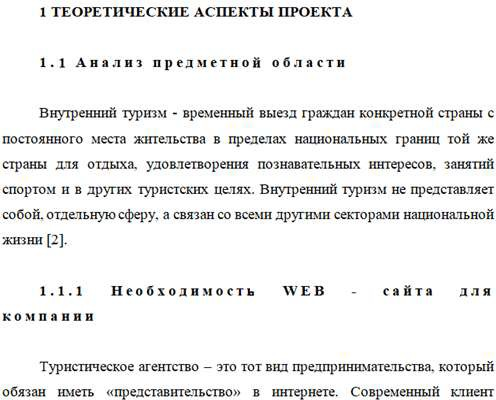 1 ТЕОРЕТИЧЕСКИЕ АСПЕКТЫ ПРОЕКТА
1.1 Анализ предметной области
Внутренний туризм - временный выезд граждан конкретной страны с
постоянного места жительства в пределах национальных границ той же
страны для отдыха, удовлетворения познавательных интересов, занятий
спортом и в других туристских целях. Внутренний туризм не представляет
собой, отдельную сферу, а связан со всеми другими секторами национальной
жизни [2].
1.1.1 Необходимость WEB - сайта для
компании
Туристическое агентство – это тот вид предпринимательства, который
обязан иметь «представительство» в интернете. Современный клиент